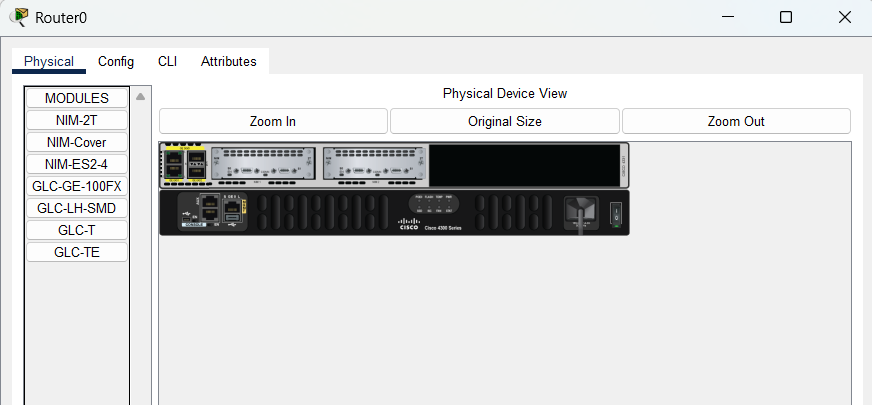 Router0
Physical Config CLI Attributes
MODULES
NIM-2T
NIM-Cover
NIM-ES2-4
GLC-GE-100FX
GLC-LH-SMD
GLC-T
GLC-TE
Physical Device View
Zoom In Original Size Zoom Out
CONSOLE
CISCO Cisco 4300 Series